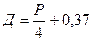 Д = P/4 + 0,37